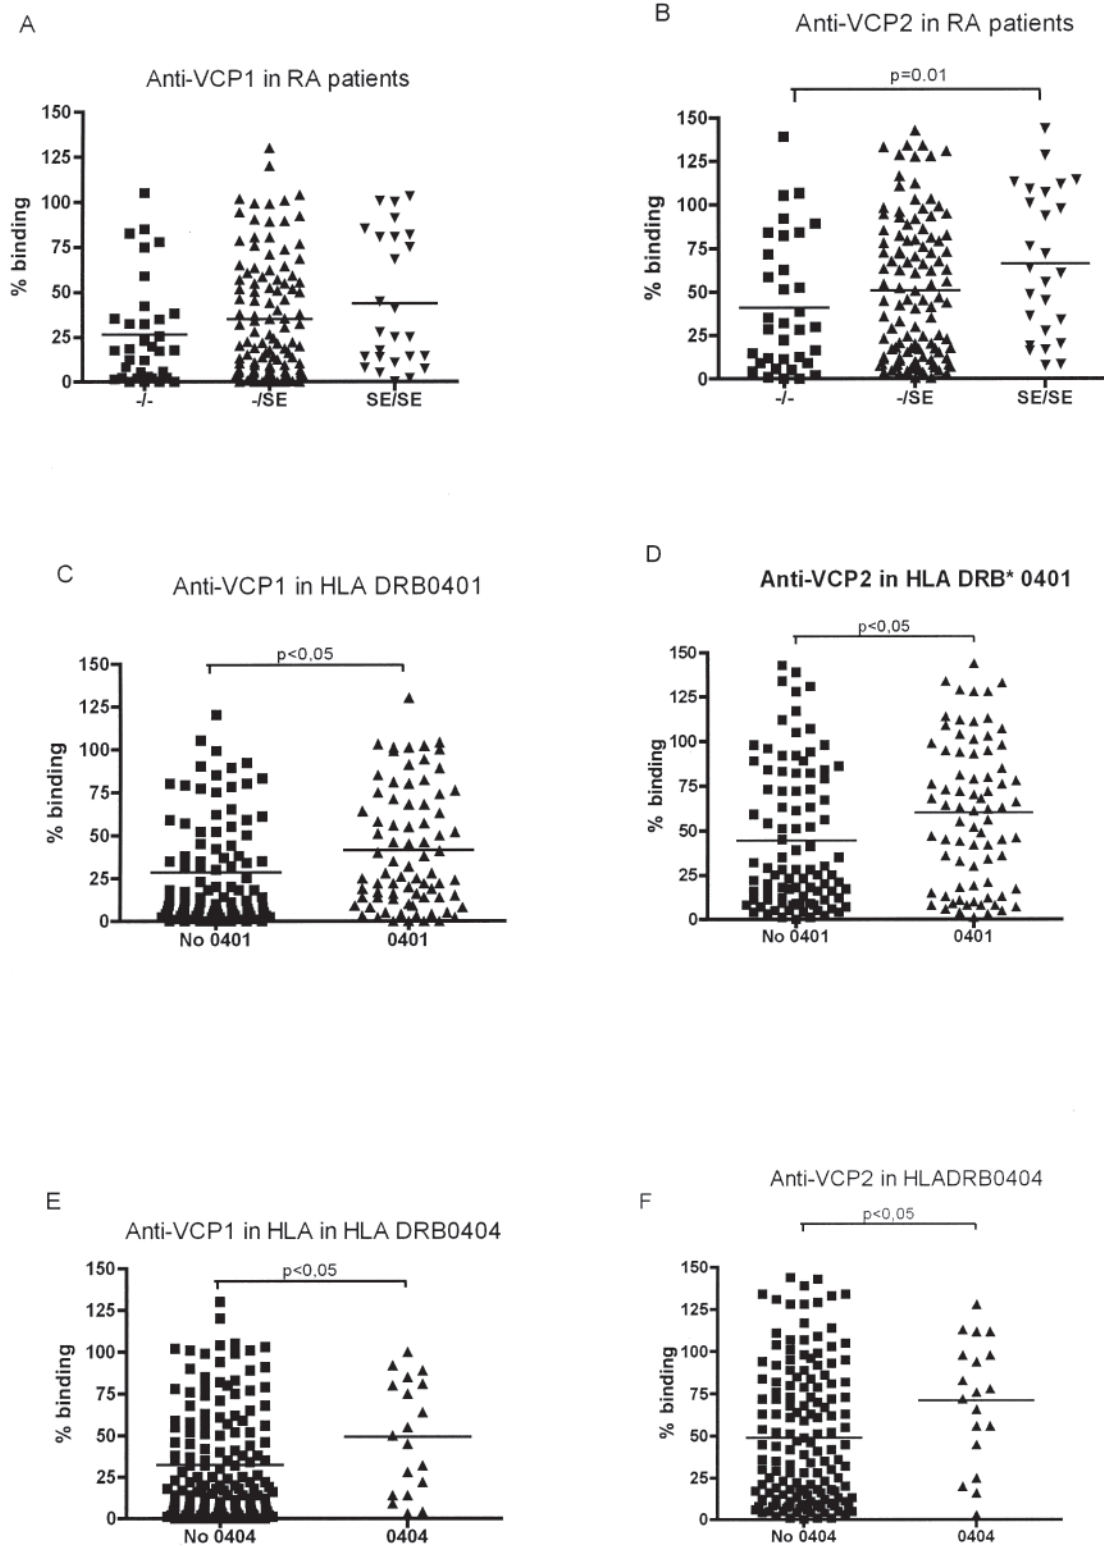 A
Anti-VCP1 in RA patients
% binding
150
125
100
75
50
25
0
-/-
-/SE
SE/SE
B
Anti-VCP2 in RA patients
p=0.01
% binding
150
125
100
75
50
25
0
-/-
-/SE
SE/SE
C
Anti-VCP1 in HLA DRB0401
p<0,05
% binding
150
125
100
75
50
25
0
No 0401
0401
D
Anti-VCP2 in HLA DRB* 0401
p<0,05
% binding
150
125
100
75
50
25
0
No 0401
0401
E
Anti-VCP1 in HLA in HLA DRB0404
p<0,05
% binding
150
125
100
75
50
25
0
No 0404
0404
F
Anti-VCP2 in HLADRB0404
p<0,05
% binding
150
125
100
75
50
25
0
No 0404
0404